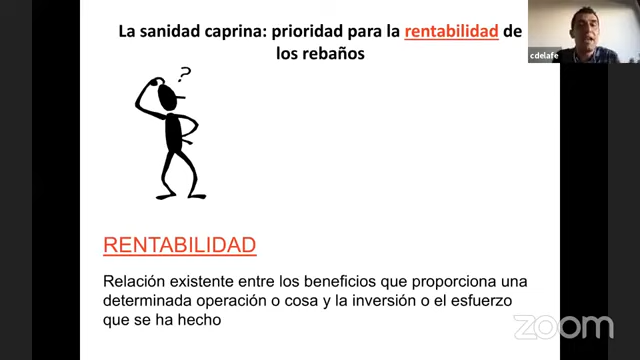 La sanidad caprina: prioridad para la rentabilidad de
los rebaños
cdelafe
?
RENTABILIDAD
Relación existente entre los beneficios que proporciona una
determinada operación o cosa y la inversión o el esfuerzo
que se ha hecho
zoom